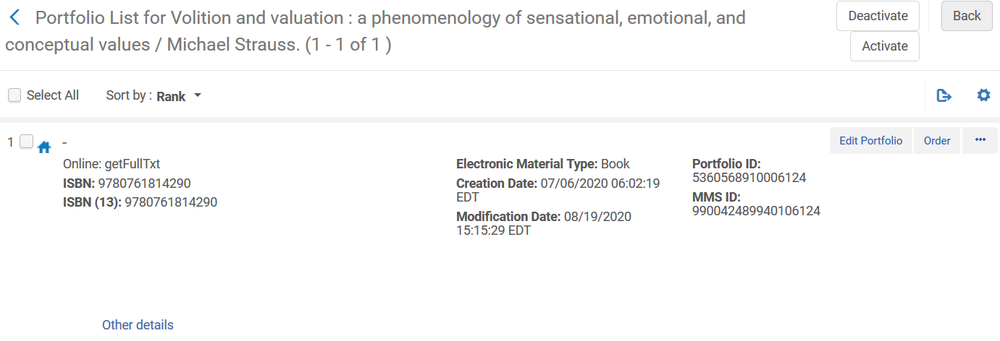 Portfolio List for Volition and valuation : a phenomenology of sensational, emotional, and
conceptual values / Michael Strauss. (1 - 1 of 1 )
Deactivate
Back
Activate
Select All
Sort by : Rank
1
-
Edit Portfolio
Order
Online: getFullTxt
ISBN: 9780761814290
ISBN (13): 9780761814290
Electronic Material Type: Book
Creation Date: 07/06/2020 06:02:19
EDT
Modification Date: 08/19/2020
15:15:29 EDT
Portfolio ID:
5360568910006124
MMS ID:
990042489940106124
Other details